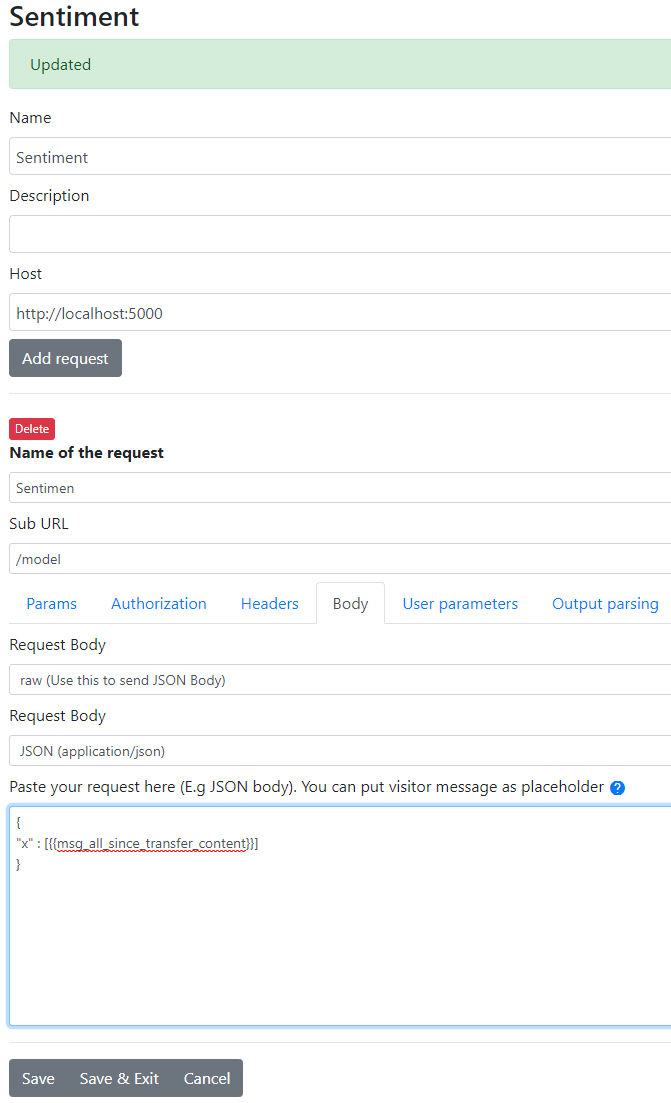 Sentiment
Updated
Name
Sentiment
Description
Host
http://localhost:5000
Add request
Delete
Name of the request
Sentimen
Sub URL
/model
Params Authorization Headers Body User parameters Output parsing
Request Body
raw (Use this to send JSON Body)
Request Body
JSON (application/json)
Paste your request here (E.g JSON body). You can put visitor message as placeholder ?
{
"x" : [{{msg_all_since_transfer_content}}]
}
Save Save & Exit Cancel